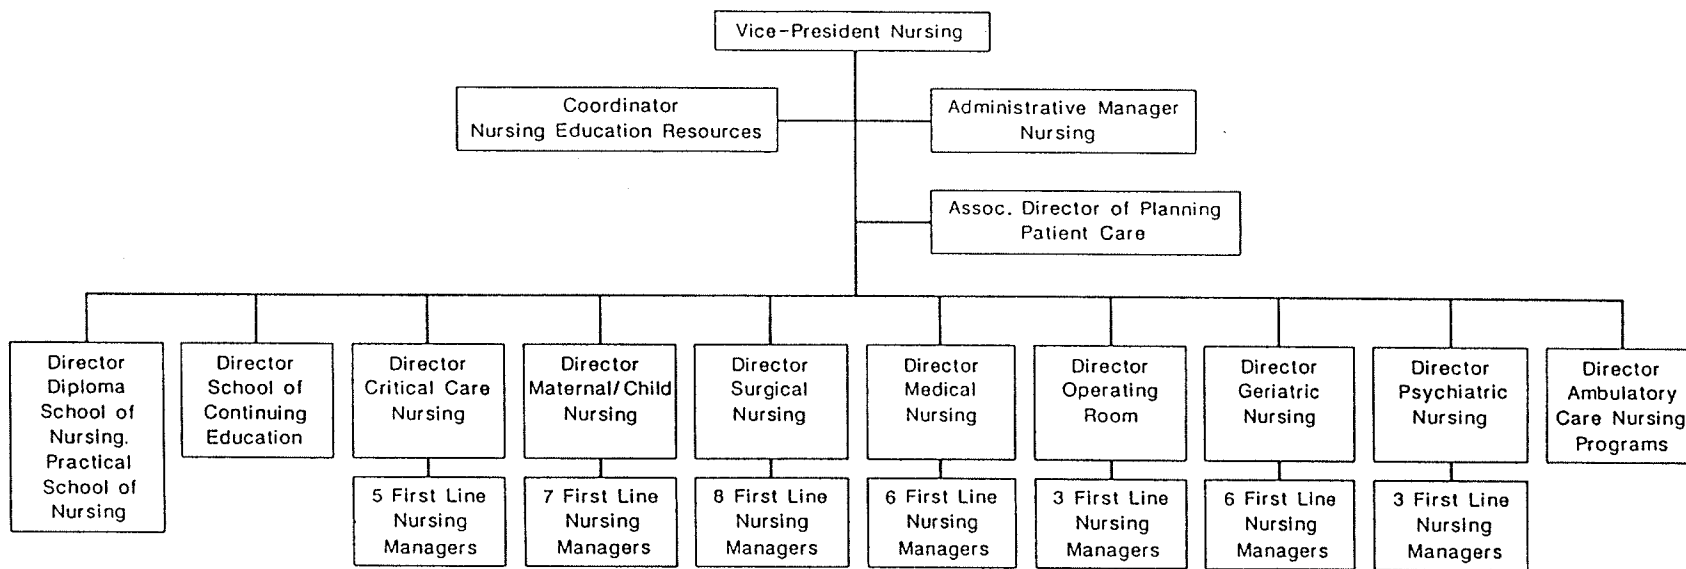 Vice-President Nursing
Coordinator
Nursing Education Resources
Administrative Manager
Nursing
Assoc. Director of Planning
Patient Care
Director
Diploma
School of
Nursing.
Practical
School of
Nursing
Director
School of
Continuing
Education
Director
Critical Care
Nursing
Director
Maternal/Child
Nursing
Director
Surgical
Nursing
Director
Medical
Nursing
Director
Operating
Room
Director
Geriatric
Nursing
Director
Psychiatric
Nursing
Director
Ambulatory
Care Nursing
Programs
5 First Line
Nursing
Managers
7 First Line
Nursing
Managers
8 First Line
Nursing
Managers
6 First Line
Nursing
Managers
3 First Line
Nursing
Managers
6 First Line
Nursing
Managers
3 First Line
Nursing
Managers